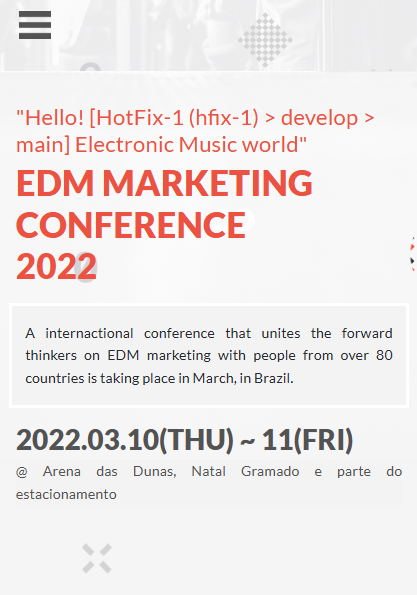 "Hello! [HotFix-1 (hfix-1) > develop >
main] Electronic Music world"
EDM MARKETING
CONFERENCE
2022
A internactional conference that unites the forward
thinkers on EDM marketing with people from over 80
countries is taking place in March, in Brazil.
2022.03.10(THU) ~ 11(FRI)
@ Arena das Dunas, Natal Gramado e parte do
estacionamento